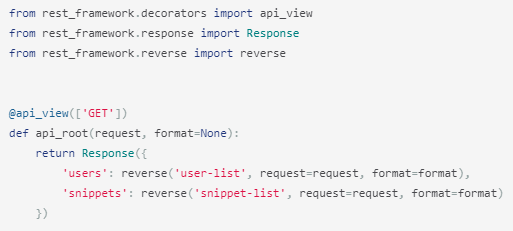 from rest_framework.decorators import api_view
from rest_framework.response import Response
from rest_framework.reverse import reverse
@api_view(['GET'])
def api_root(request, format=None):
    return Response({
        'users': reverse('user-list', request=request, format=format),
        'snippets': reverse('snippet-list', request=request, format=format)
    })